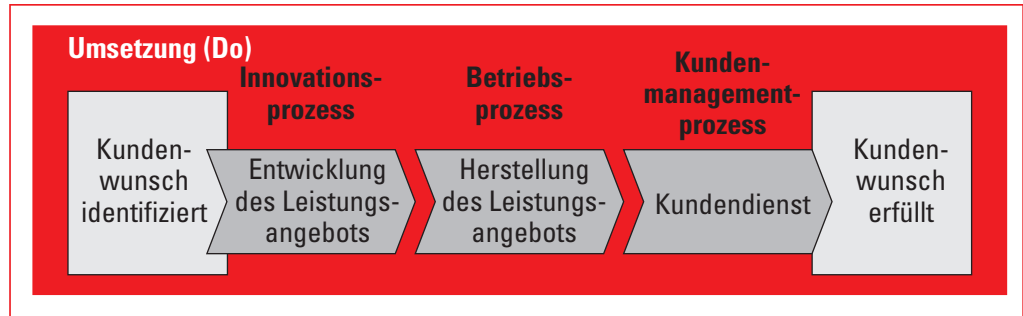 Umsetzung (Do)
Innovations-
prozess
Betriebs-
prozess
Kunden-
management-
prozess
Kunden-
wunsch
identifiziert
Entwicklung
des Leistungs-
angebots
Herstellung
des Leistungs-
angebots
Kundendienst
Kunden-
wunsch
erfüllt